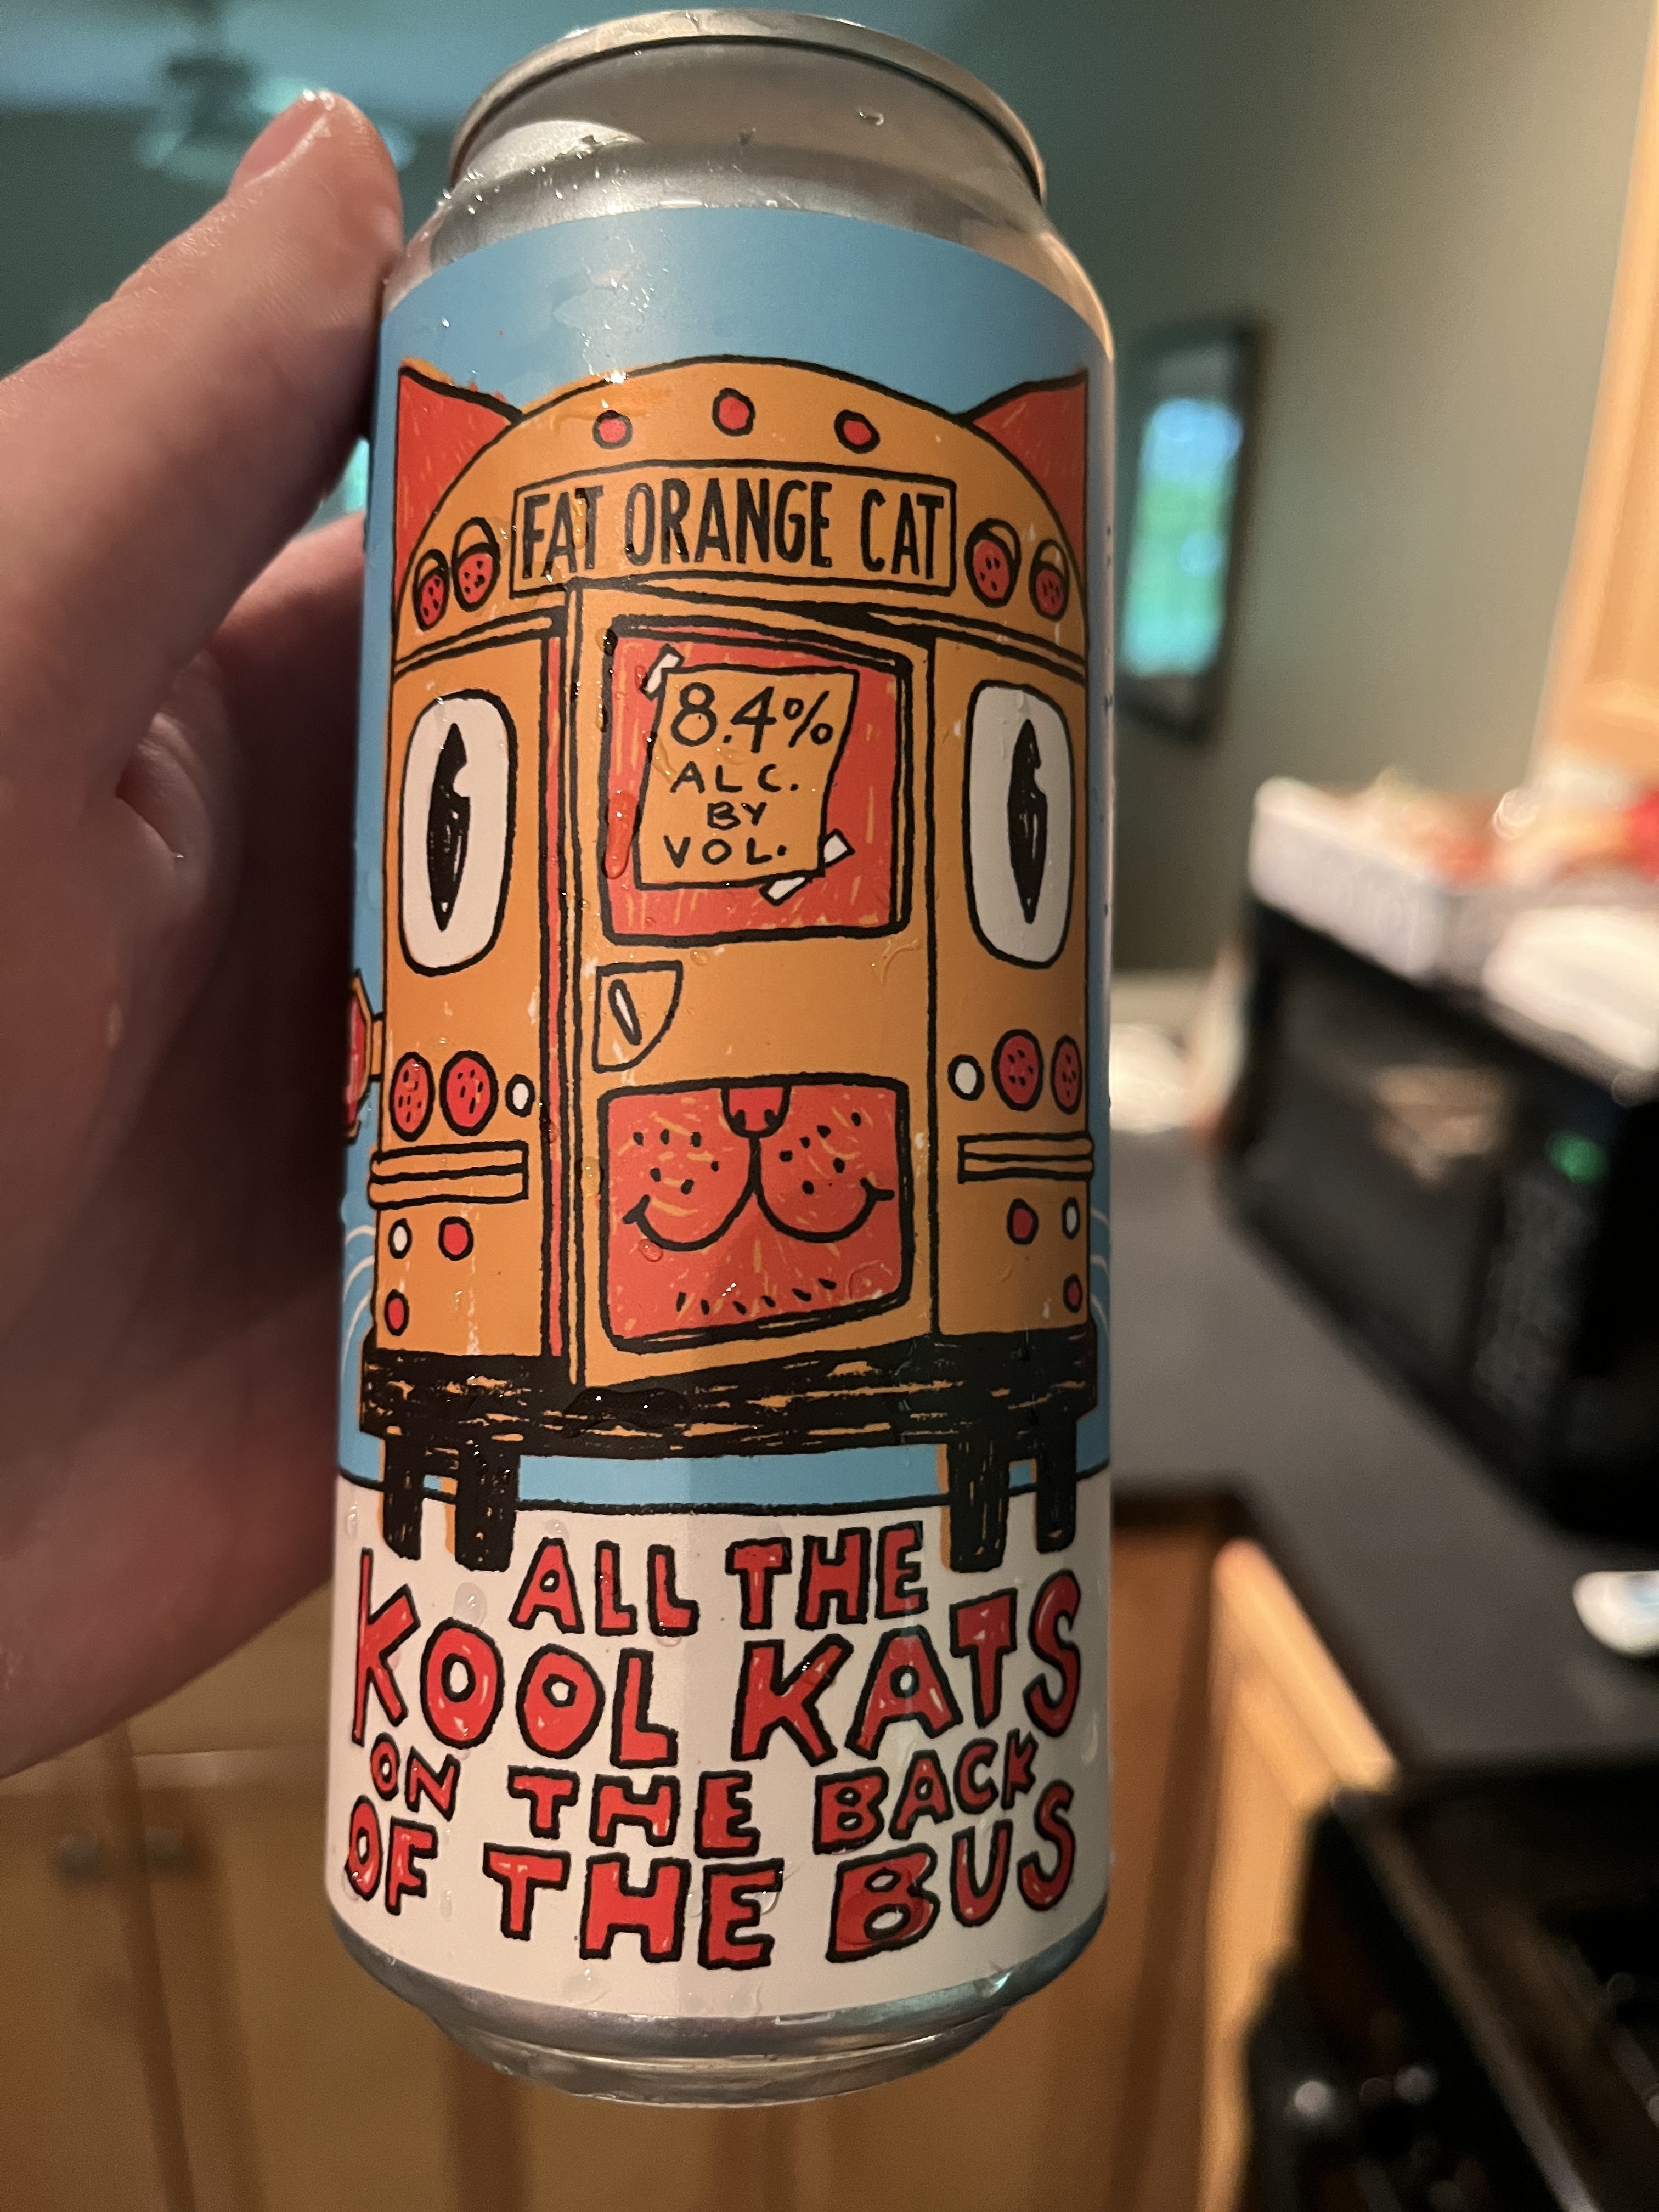 FAT ORANGE CAT
8.4%
ALC.
BY
VOL.
ALL THE
KOOL KATS
ON THE BACK
OF THE BUS